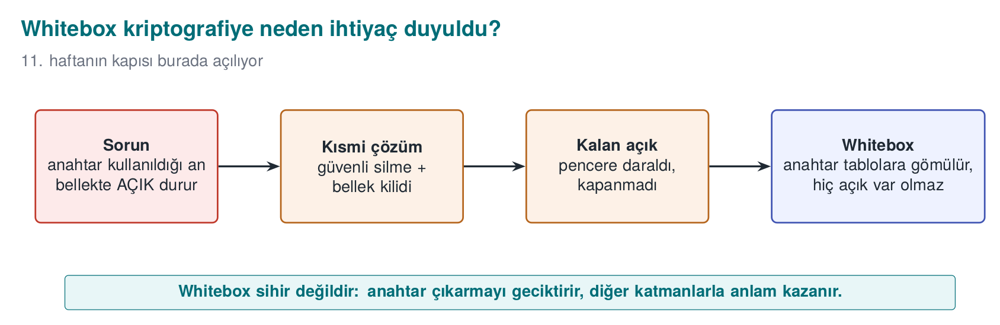 Whitebox kriptografiye neden ihtiyaç duyuldu?
11. haftanın kapısı burada açılıyor
Sorun
anahtar kullanıldığı an
bellekte AÇIK durur
Kısmi çözüm
güvenli silme +
bellek kilidi
Kalan açık
pencere daraldı,
kapanmadı
Whitebox
anahtar tablolara gömülür,
hiç açık var olmaz
Whitebox sihir değildir: anahtar çıkarmayı geciktirir, diğer katmanlarla anlam kazanır.